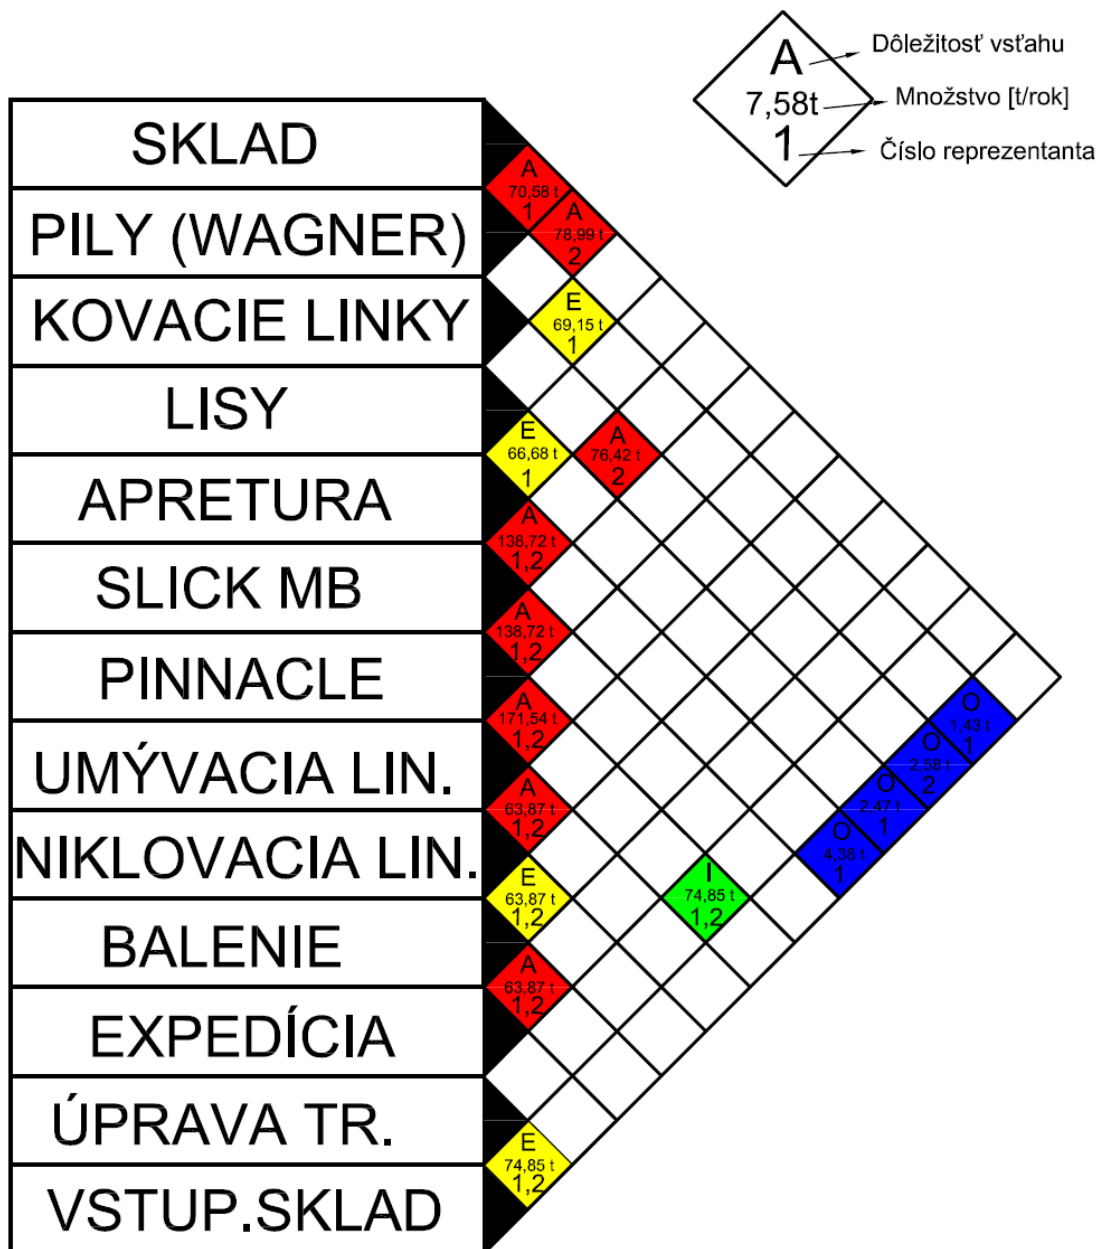 A
Dôležitosť vsťahu
7,58t
Množstvo [t/rok]
1
Číslo reprezentanta
SKLAD
PILY (WAGNER)
KOVACIE LINKY
LISY
APRETURA
SLICK MB
PINNACLE
UMÝVACIA LIN.
NIKLOVACIA LIN.
BALENIE
EXPEDÍCIA
ÚPRAVA TR.
VSTUP.SKLAD
A
70,58 t
1
A
78,99 t
2
E
69,15 t
1
E
66,68 t
1
A
76,42 t
2
A
138,72 t
1,2
A
138,72 t
1,2
A
171,54 t
1,2
O
1,43 t
1
O
2,58 t
2
O
2,47 t
1
O
4,38 t
1
A
63,87 t
1,2
E
63,87 t
1,2
I
74,85 t
1,2
A
63,87 t
1,2
E
74,85 t
1,2